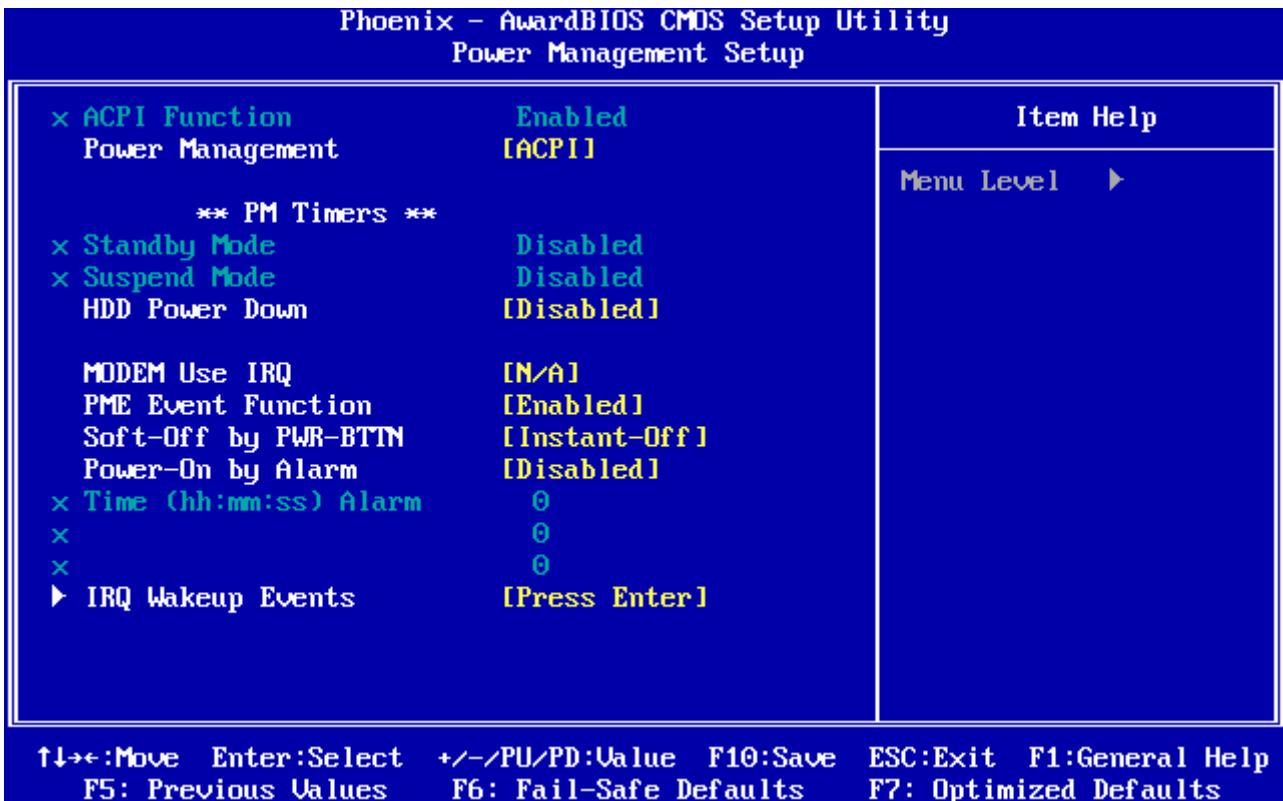 Phoenix - AwardBIOS CMOS Setup Utility
Power Management Setup
x ACPI Function Enabled
Power Management [ACPI]
** PM Timers **
x Standby Mode Disabled
x Suspend Mode Disabled
HDD Power Down [Disabled]
MODEM Use IRQ [N/A]
PME Event Function [Enabled]
Soft-Off by PWR-BTTN [Instant-Off]
Power-On by Alarm [Disabled]
x Time (hh:mm:ss) Alarm 0
x 0
x 0
▶ IRQ Wakeup Events [Press Enter]
Item Help
Menu Level ▶
↑↓→←:Move Enter:Select +/-/PU/PD:Value F10:Save ESC:Exit F1:General Help
F5: Previous Values F6: Fail-Safe Defaults F7: Optimized Defaults